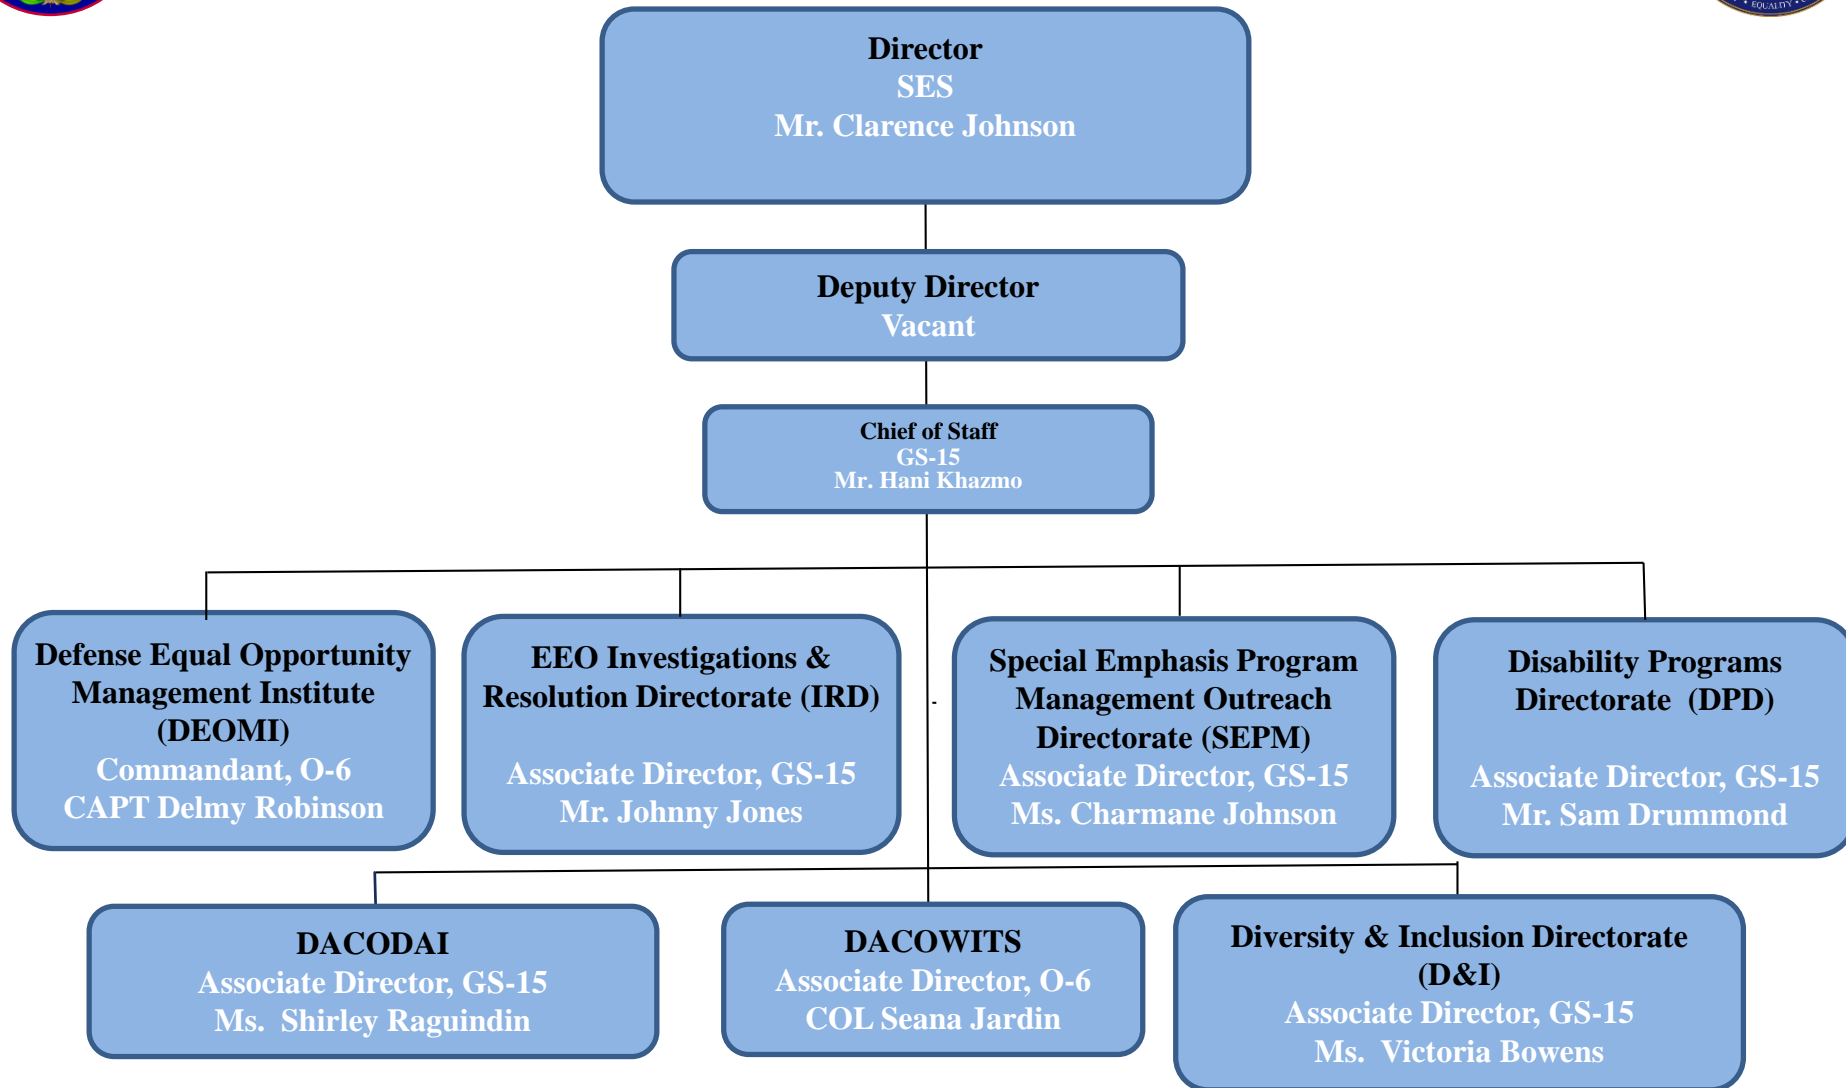 EQUALITY
Director
SES
Mr. Clarence Johnson
Deputy Director
Vacant
Chief of Staff
GS-15
Mr. Hani Khazmo
Defense Equal Opportunity
Management Institute
(DEOMI)
Commandant, O-6
CAPT Delmy Robinson
EEO Investigations &
Resolution Directorate (IRD)
Associate Director, GS-15
Mr. Johnny Jones
-
Special Emphasis Program
Management Outreach
Directorate (SEPM)
Associate Director, GS-15
Ms. Charmane Johnson
Disability Programs
Directorate (DPD)
Associate Director, GS-15
Mr. Sam Drummond
DACODAI
Associate Director, GS-15
Ms. Shirley Raguindin
DACOWITS
Associate Director, O-6
COL Seana Jardin
Diversity & Inclusion Directorate
(D&I)
Associate Director, GS-15
Ms. Victoria Bowens